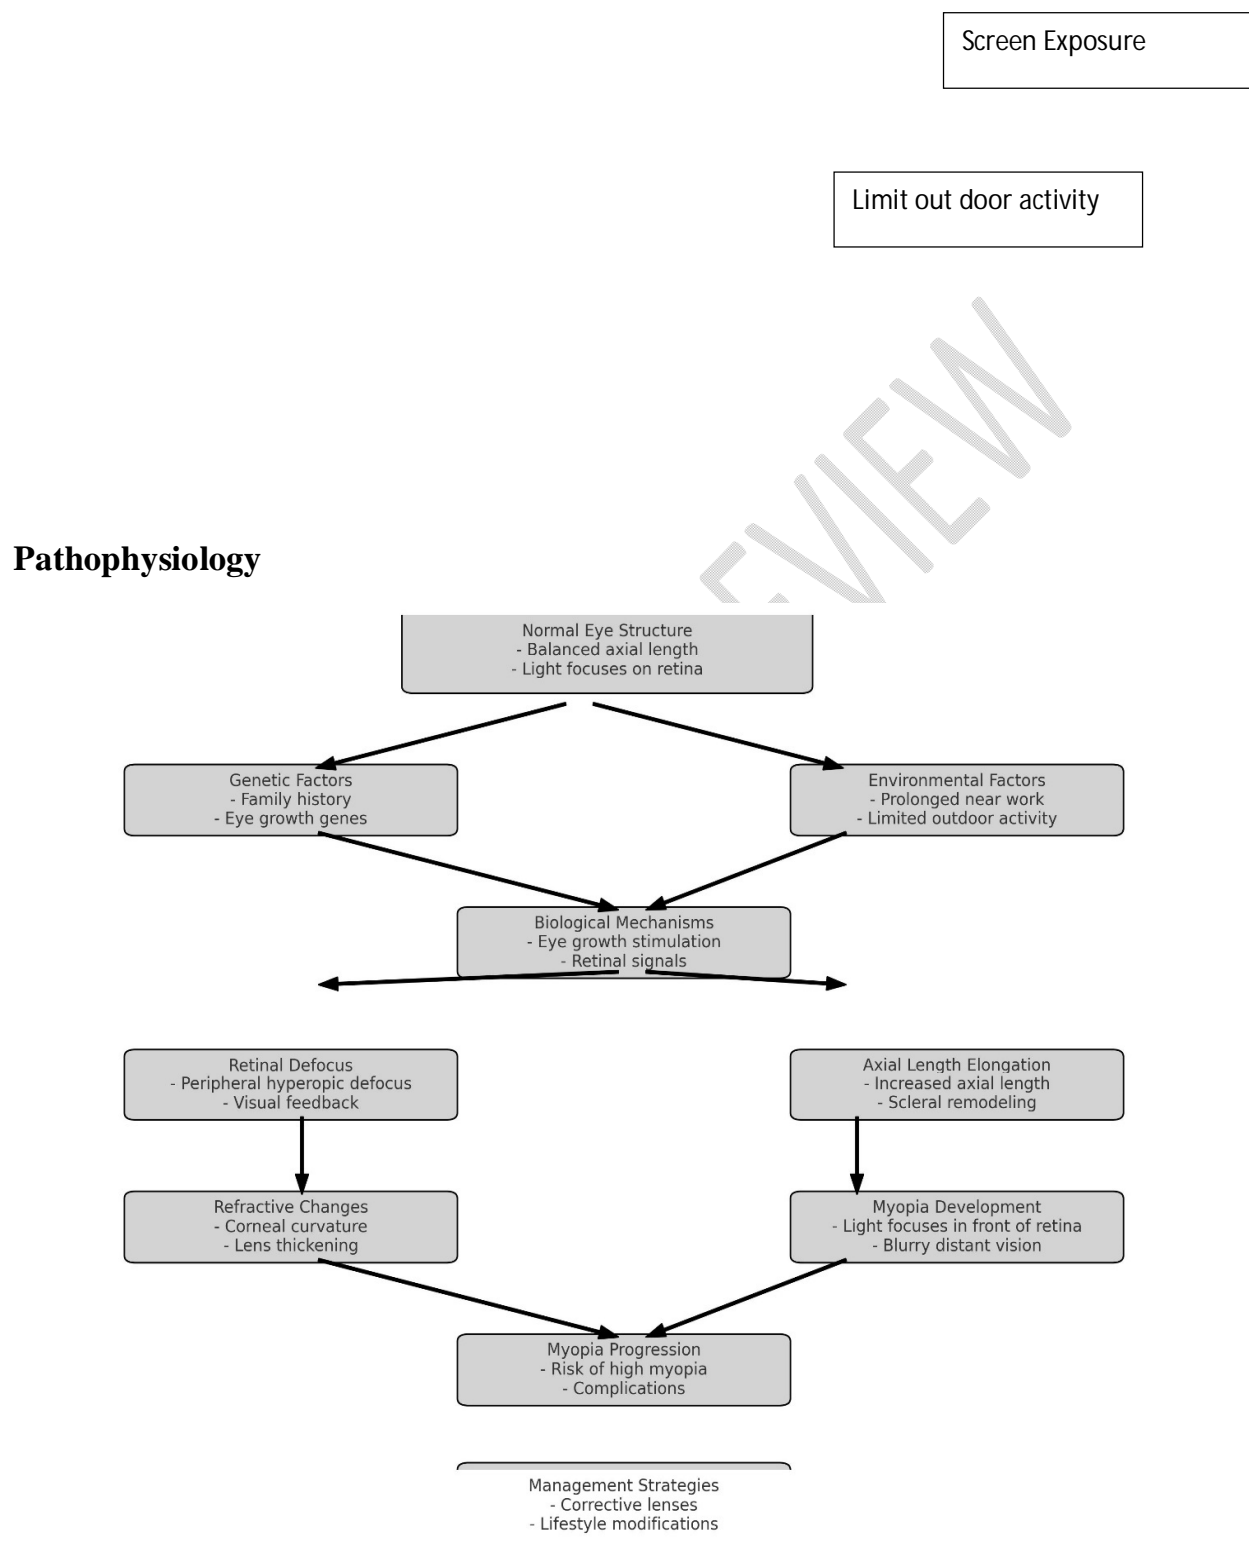 Screen Exposure
Limit out door activity
EVIEW
Pathophysiology
Normal Eye Structure
- Balanced axial length
- Light focuses on retina
Genetic Factors
- Family history
- Eye growth genes
Environmental Factors
- Prolonged near work
- Limited outdoor activity
Biological Mechanisms
- Eye growth stimulation
- Retinal signals
Retinal Defocus
- Peripheral hyperopic defocus
- Visual feedback
Axial Length Elongation
- Increased axial length
- Scleral remodeling
Refractive Changes
- Corneal curvature
- Lens thickening
Myopia Development
- Light focuses in front of retina
- Blurry distant vision
Myopia Progression
- Risk of high myopia
- Complications
Management Strategies
- Corrective lenses
- Lifestyle modifications